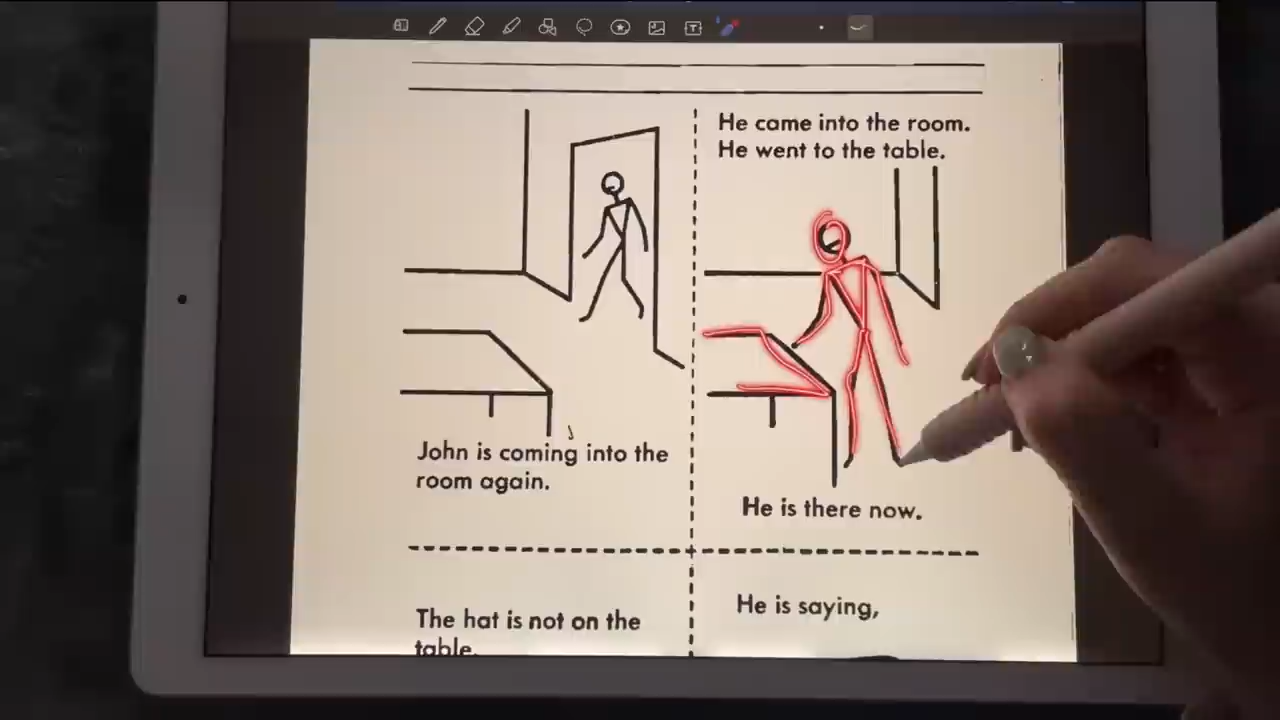 He came into the room.
He went to the table.
John is coming into the
room again.
He is there now.
The hat is not on the
table.
He is saying,